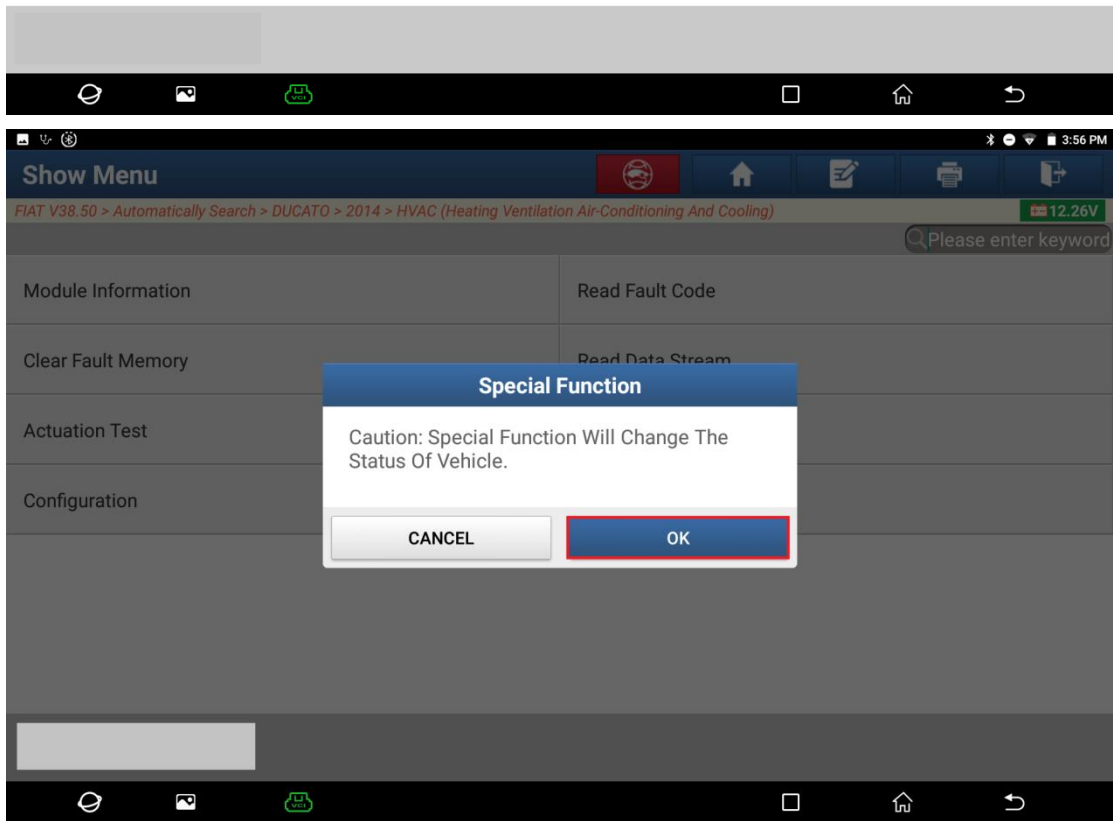 VCI
3:56 PM
Show Menu
FIAT V38.50 > Automatically Search > DUCATO > 2014 > HVAC (Heating Ventilation Air-Conditioning And Cooling)
12.26V
Please enter keyword
Module Information
Read Fault Code
Clear Fault Memory
Read Data Stream
Special Function
Actuation Test
Caution: Special Function Will Change The
Status Of Vehicle.
Configuration
CANCEL
OK
VCI